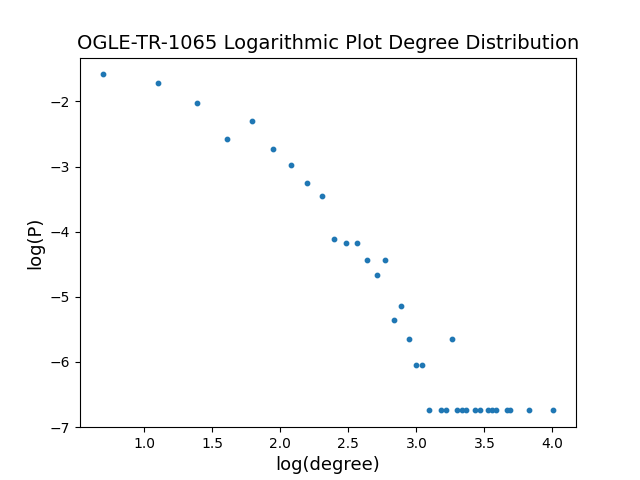 OGLE-TR-1065 Logarithmic Plot Degree Distribution
−2
−3
−4
−5
−6
−7
log(P)
1.0 1.5 2.0 2.5 3.0 3.5 4.0
log(degree)